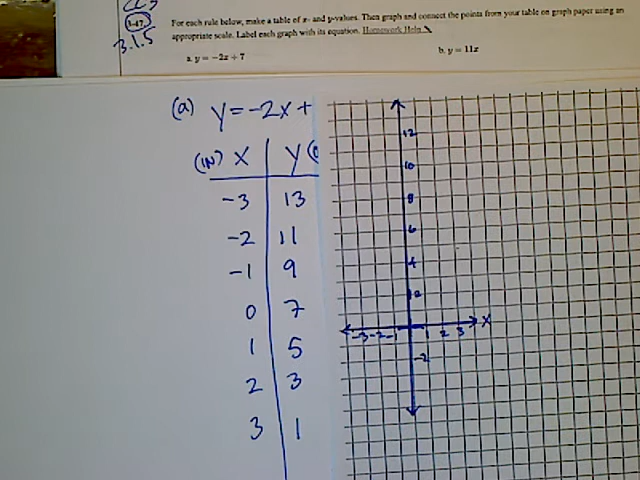 3-47.
3.1.5
For each rule below, make a table of x- and y-values. Then graph and connect the points from your table on graph paper using an
appropriate scale. Label each graph with its equation. Homework Help
a. y = −2x + 7
b. y = 11x
(a) y = -2x +
(IN) X Y (
-3 13
-2 11
-1 9
0 7
1 5
2 3
3 1
12
10
8
6
4
2
-3 -2 -1 1 2 3 X
-2